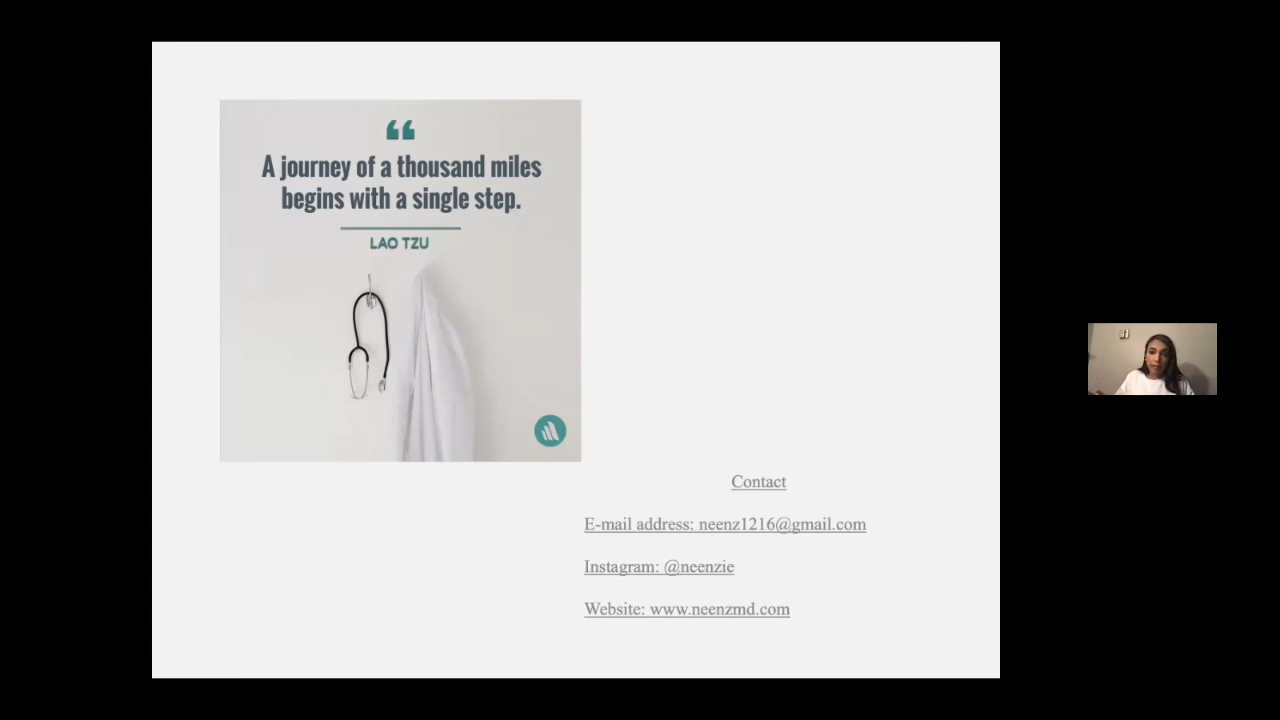 “
A journey of a thousand miles
begins with a single step.
LAO TZU
Contact
E-mail address: neenz1216@gmail.com
Instagram: @neenzie
Website: www.neenzmd.com